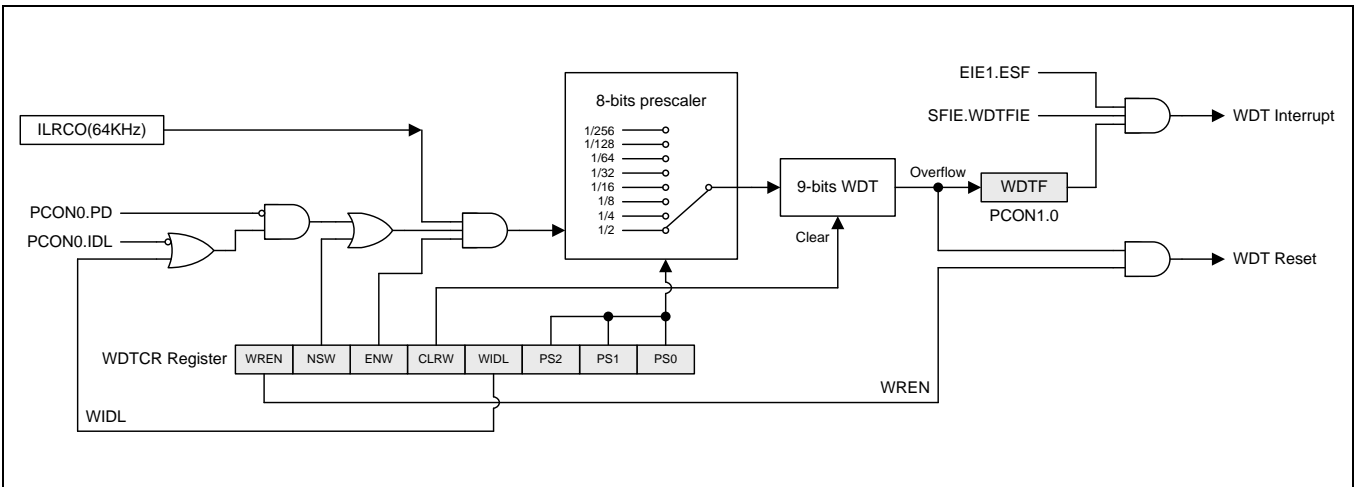 EIE1.ESF
8-bits prescaler
ILRCO(64KHz)
SFIE.WDTFIE
WDT Interrupt
1/256
1/128
1/64
1/32
1/16
1/8
1/4
1/2
9-bits WDT
Overflow
WDTF
PCON1.0
PCON0.PD
PCON0.IDL
Clear
WDT Reset
WDTCR Register
WREN
NSW
ENW
CLRW
WIDL
PS2
PS1
PS0
WREN
WIDL